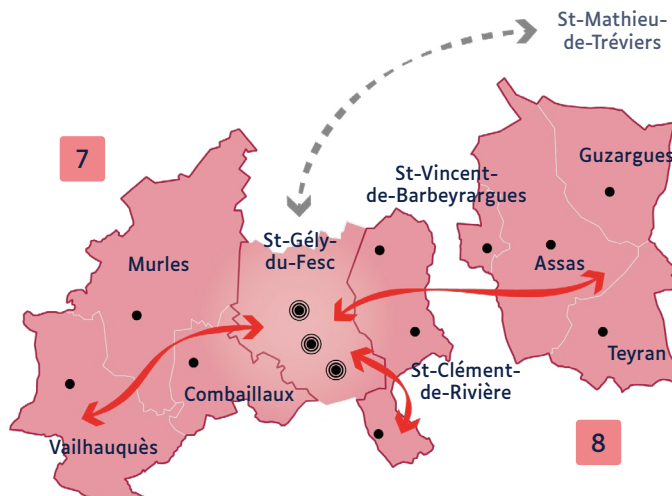 St-Mathieu-
de-Tréviers
7
Guzargues
St-Vincent-
de-Barbeyrargues
St-Gély-
du-Fesc
Murles
Assas
Teyran
St-Clément-
de-Rivière
Combaillaux
Vailhauquès
8